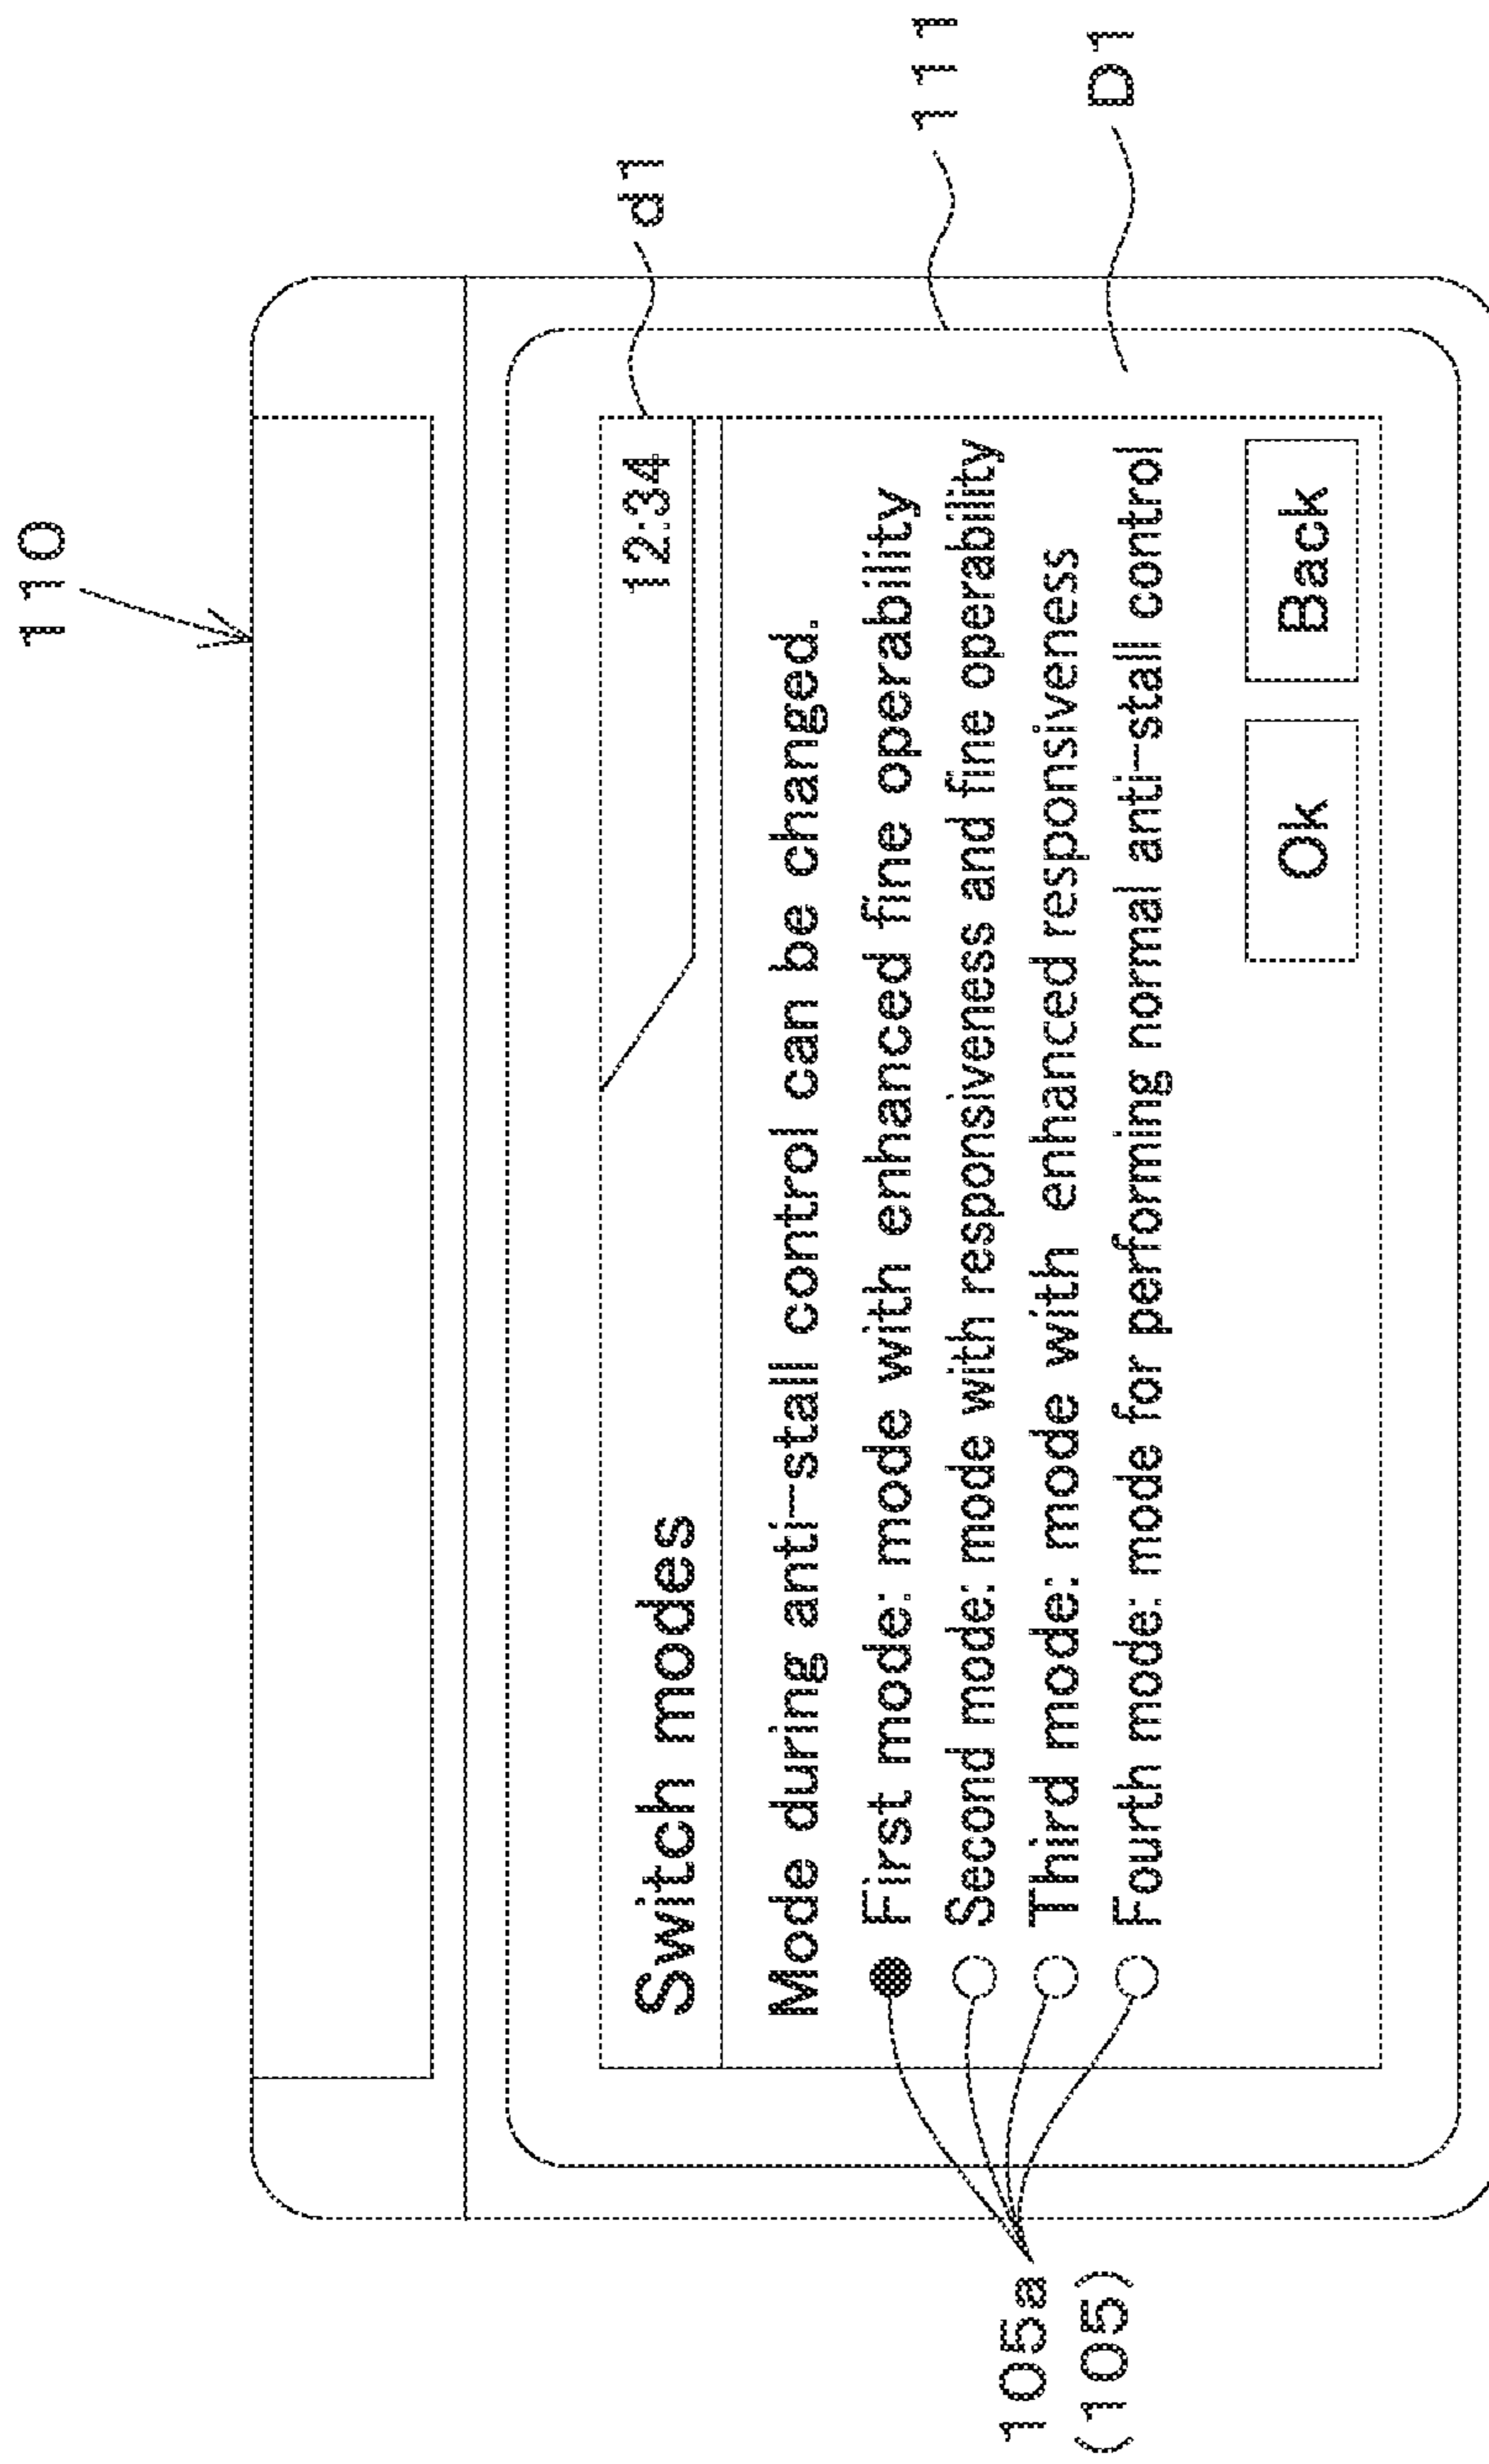 110
d1
111
D1
Switch modes
12:34
Mode during anti-stall control can be changed.
First mode: mode with enhanced fine operability
Second mode: mode with responsiveness and fine operability
Third mode: mode with enhanced responsiveness
Fourth mode: mode for performing normal anti-stall control
Ok
Back
105a
(105)